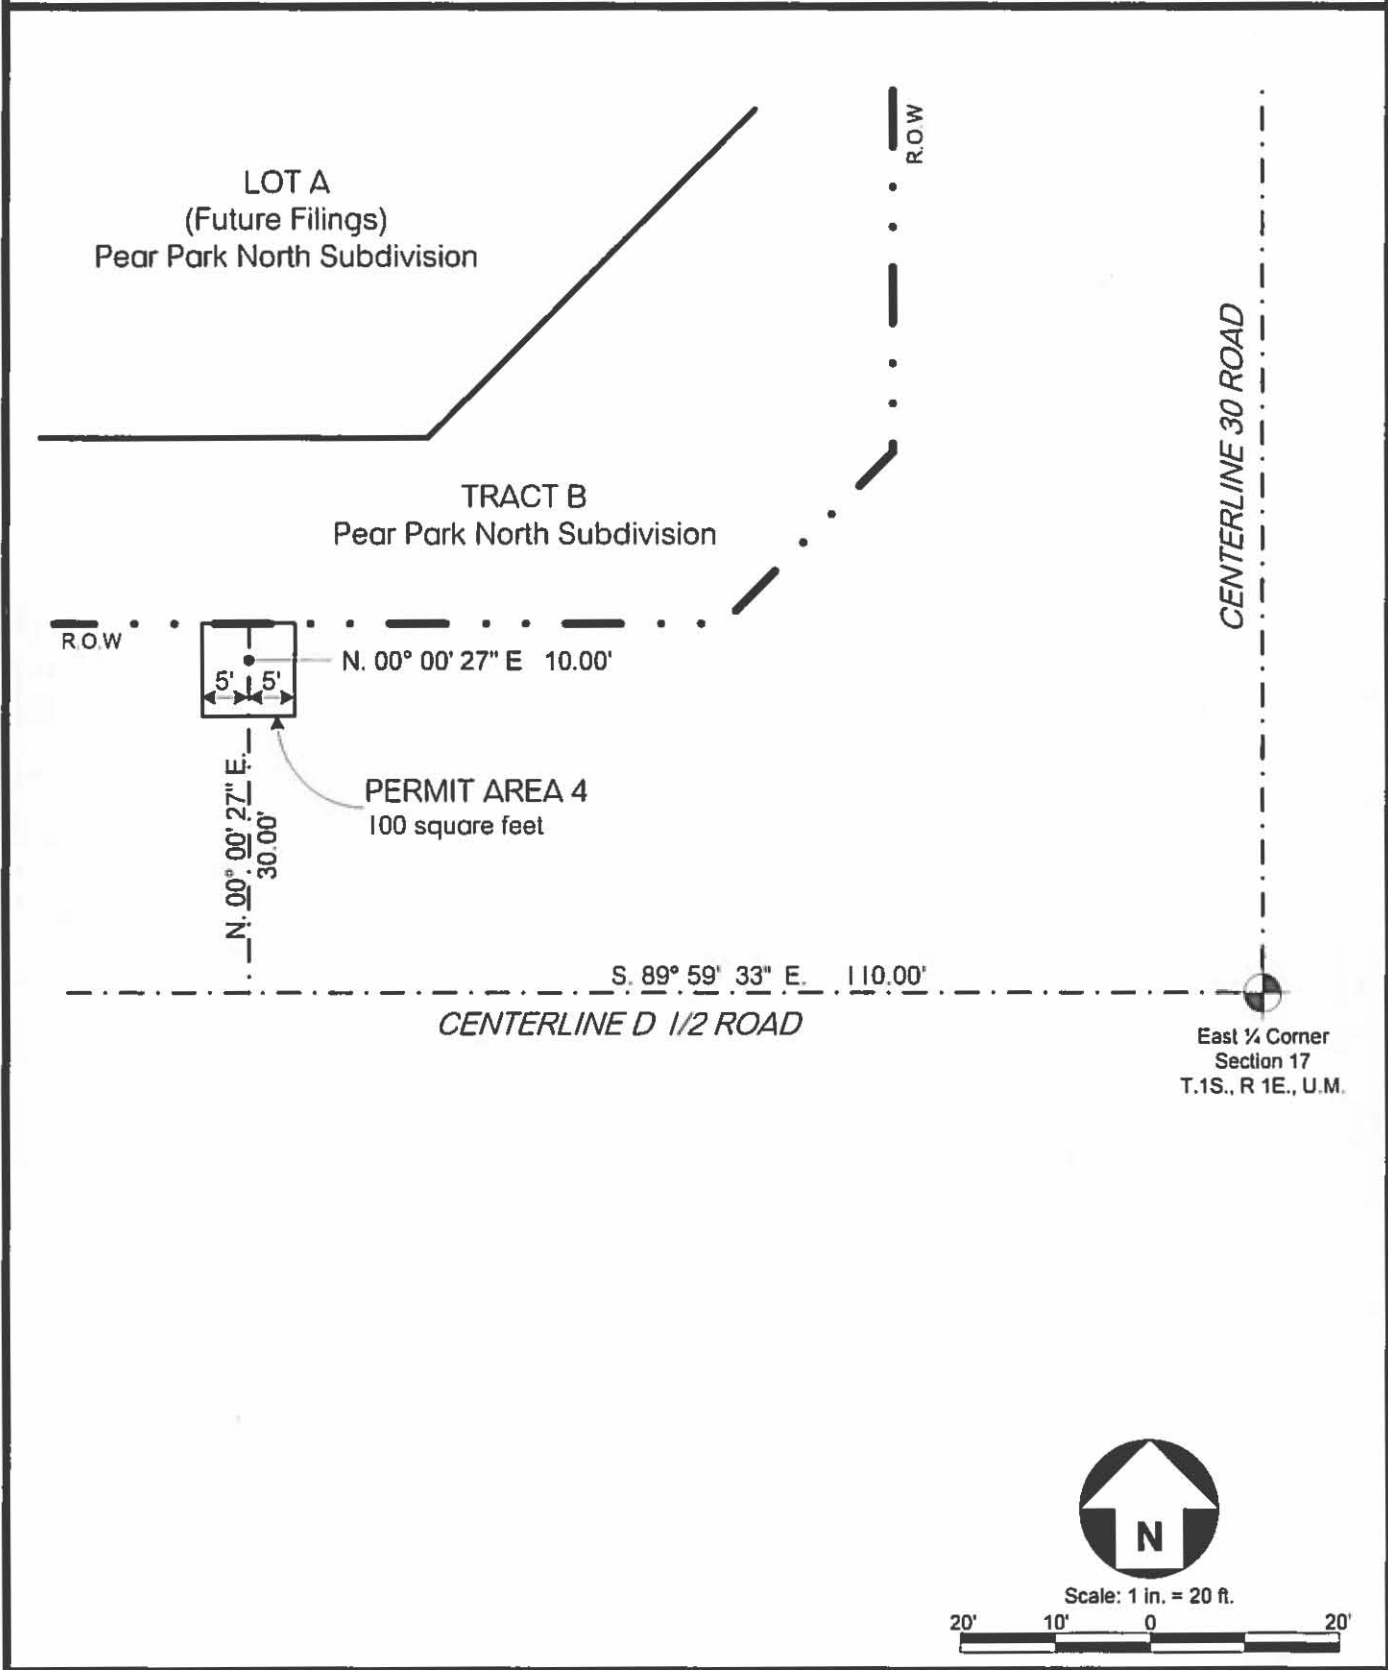 R.O.W
LOT A
(Future Filings)
Pear Park North Subdivision
CENTERLINE 30 ROAD
TRACT B
Pear Park North Subdivision
R.O.W
N. 00° 00' 27" E 10.00'
5' 5'
PERMIT AREA 4
100 square feet
N. 00° 00' 27" E.
30.00'
S. 89° 59' 33" E. 110.00'
CENTERLINE D 1/2 ROAD
East ¼ Corner
Section 17
T.1S., R 1E., U.M.
N
Scale: 1 in. = 20 ft.
20' 10' 0 20'